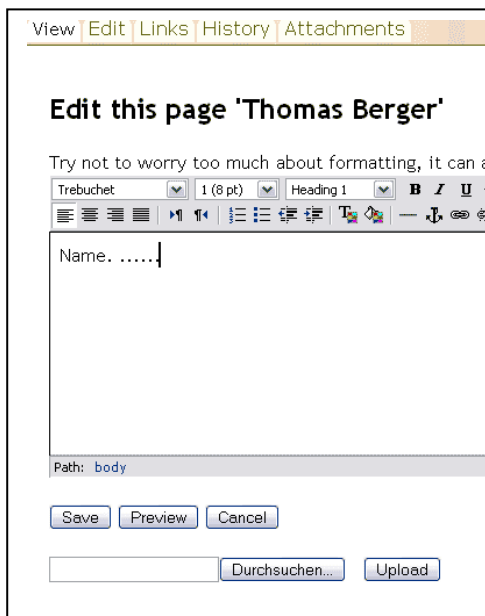 View Edit Links History Attachments
Edit this page 'Thomas Berger'
Try not to worry too much about formatting, it can a
Trebuchet 1 (8 pt) Heading 1 B I U
Name. ......
Path: body
Save Preview Cancel
Durchsuchen... Upload